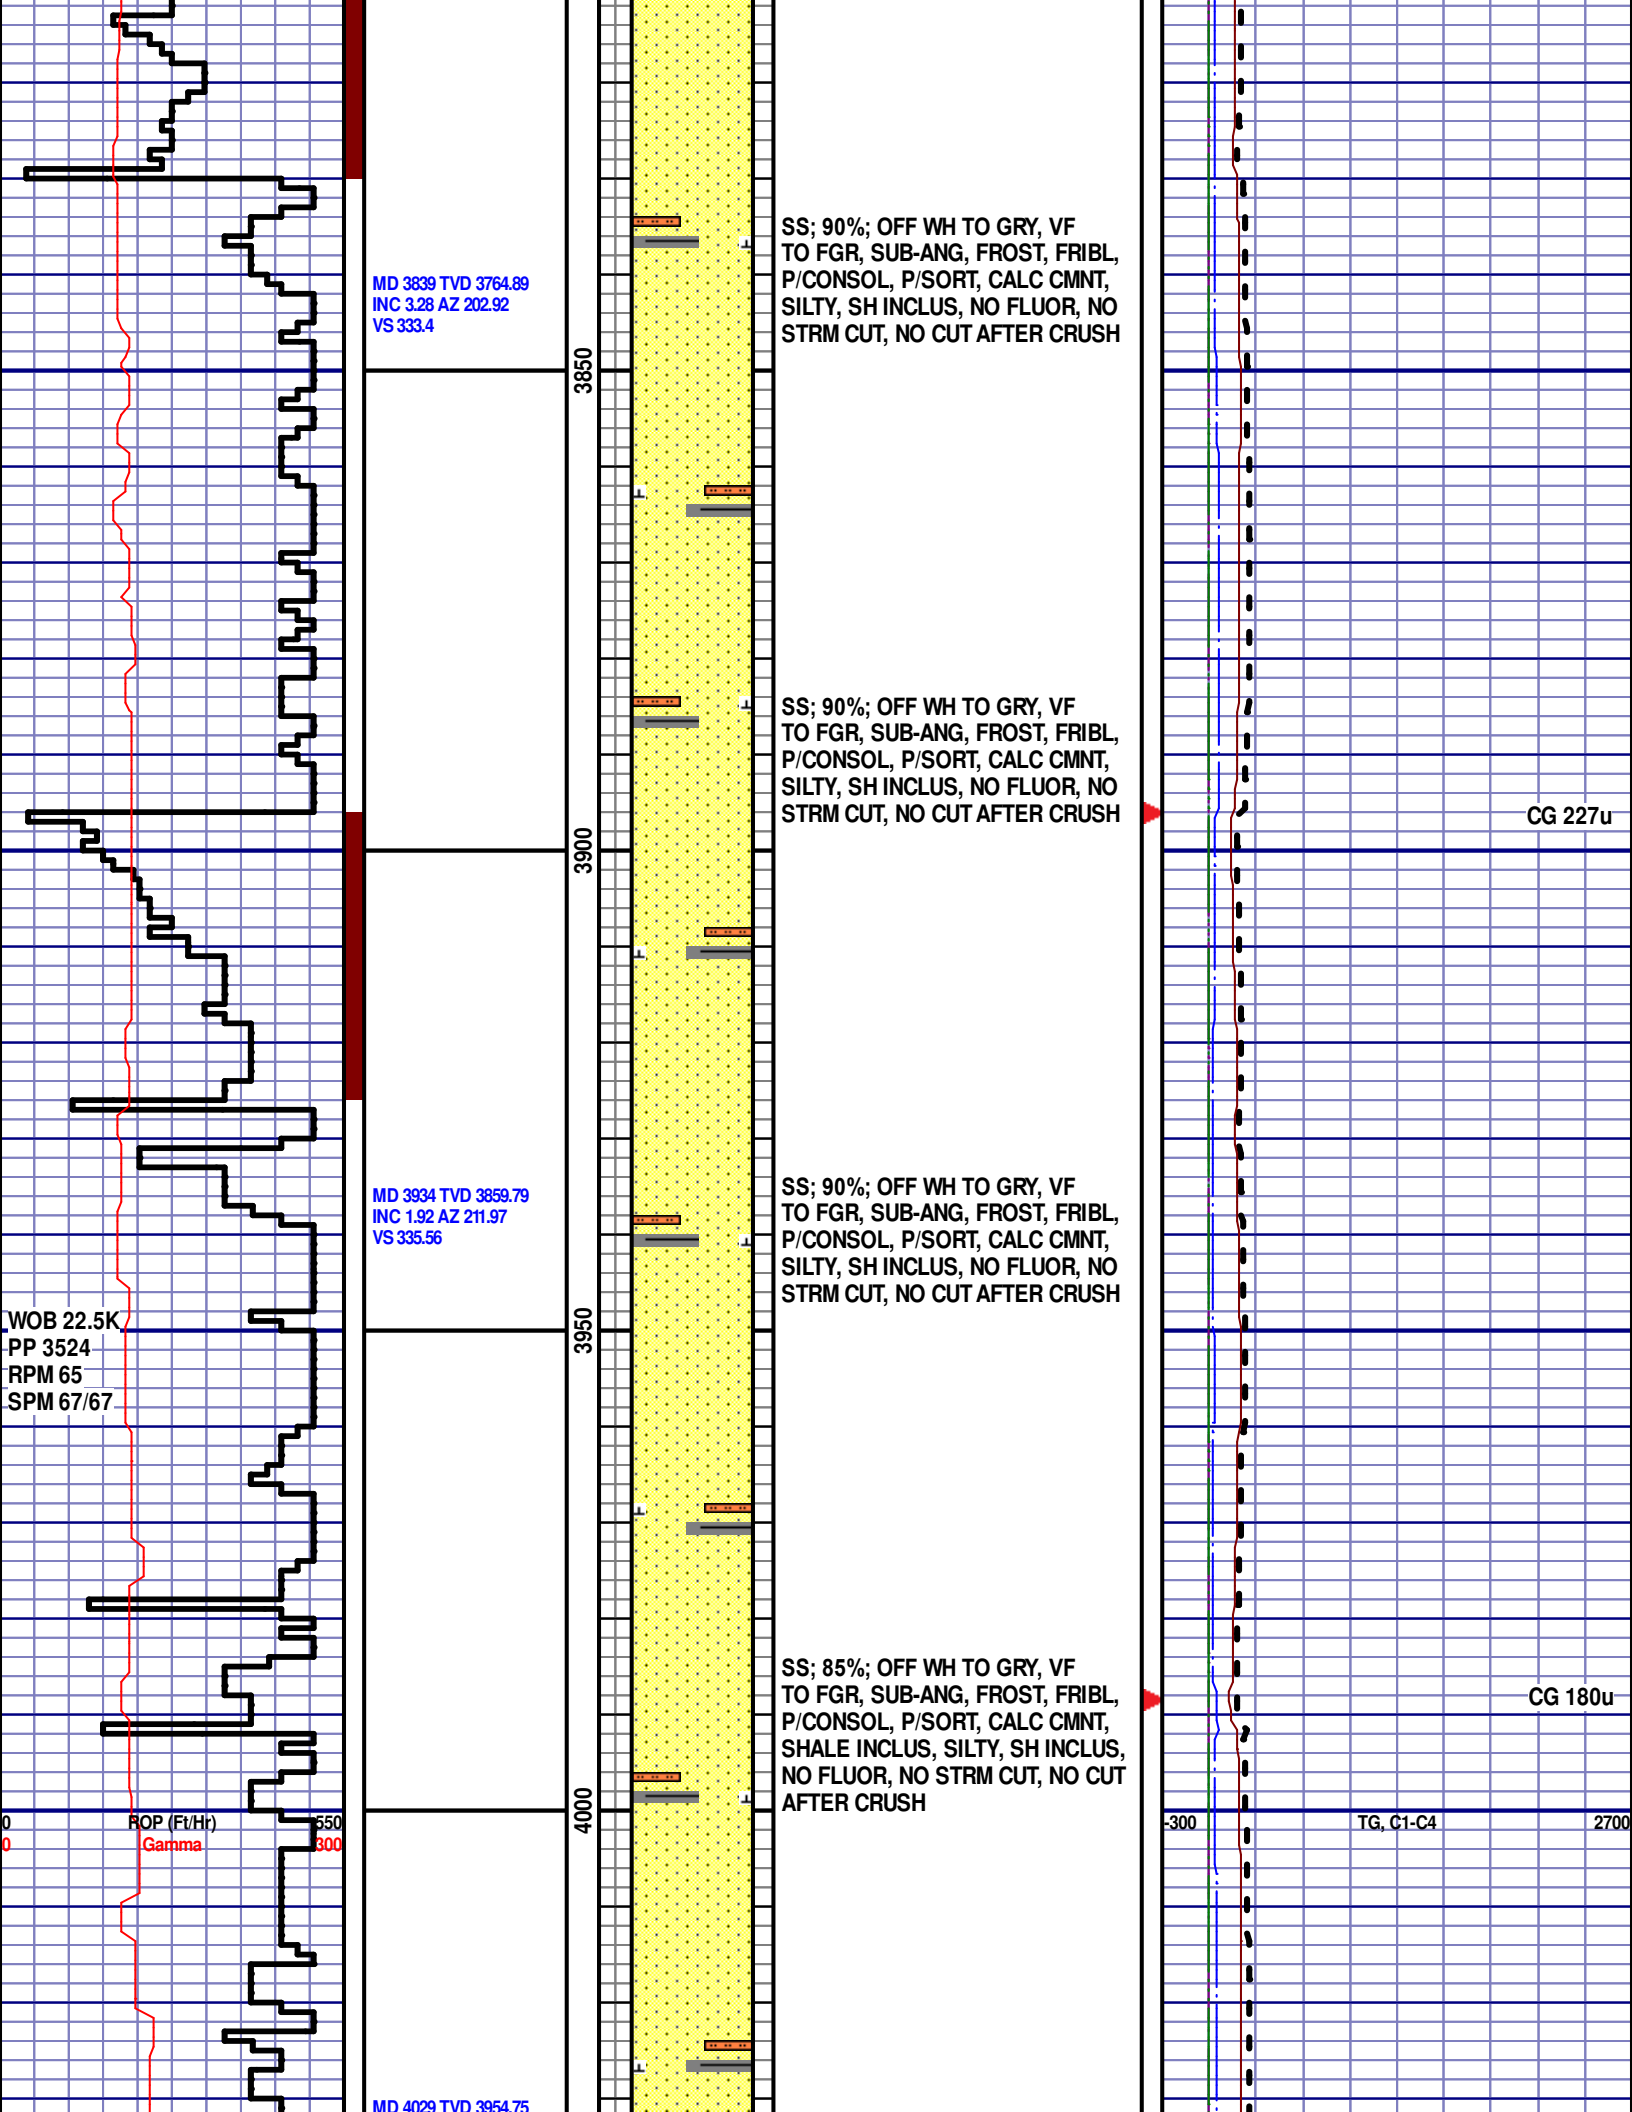 SS; 90%; OFF WH TO GRY, VF
TO FGR, SUB-ANG, FROST, FRIBL,
P/CONSOL, P/SORT, CALC CMNT,
SILTY, SH INCLUS, NO FLUOR, NO
STRM CUT, NO CUT AFTER CRUSH
MD 3839 TVD 3764.89
INC 3.28 AZ 202.92
VS 333.4
3850
SS; 90%; OFF WH TO GRY, VF
TO FGR, SUB-ANG, FROST, FRIBL,
P/CONSOL, P/SORT, CALC CMNT,
SILTY, SH INCLUS, NO FLUOR, NO
STRM CUT, NO CUT AFTER CRUSH
CG 227u
3900
SS; 90%; OFF WH TO GRY, VF
TO FGR, SUB-ANG, FROST, FRIBL,
P/CONSOL, P/SORT, CALC CMNT,
SILTY, SH INCLUS, NO FLUOR, NO
STRM CUT, NO CUT AFTER CRUSH
MD 3934 TVD 3859.79
INC 1.92 AZ 211.97
VS 335.56
WOB 22.5K
PP 3524
RPM 65
SPM 67/67
3950
SS; 85%; OFF WH TO GRY, VF
TO FGR, SUB-ANG, FROST, FRIBL,
P/CONSOL, P/SORT, CALC CMNT,
SHALE INCLUS, SILTY, SH INCLUS,
NO FLUOR, NO STRM CUT, NO CUT
AFTER CRUSH
CG 180u
4000
0 ROP (Ft/Hr) 550
0 Gamma 300
-300 TG, C1-C4 2700
MD 4029 TVD 3954.75